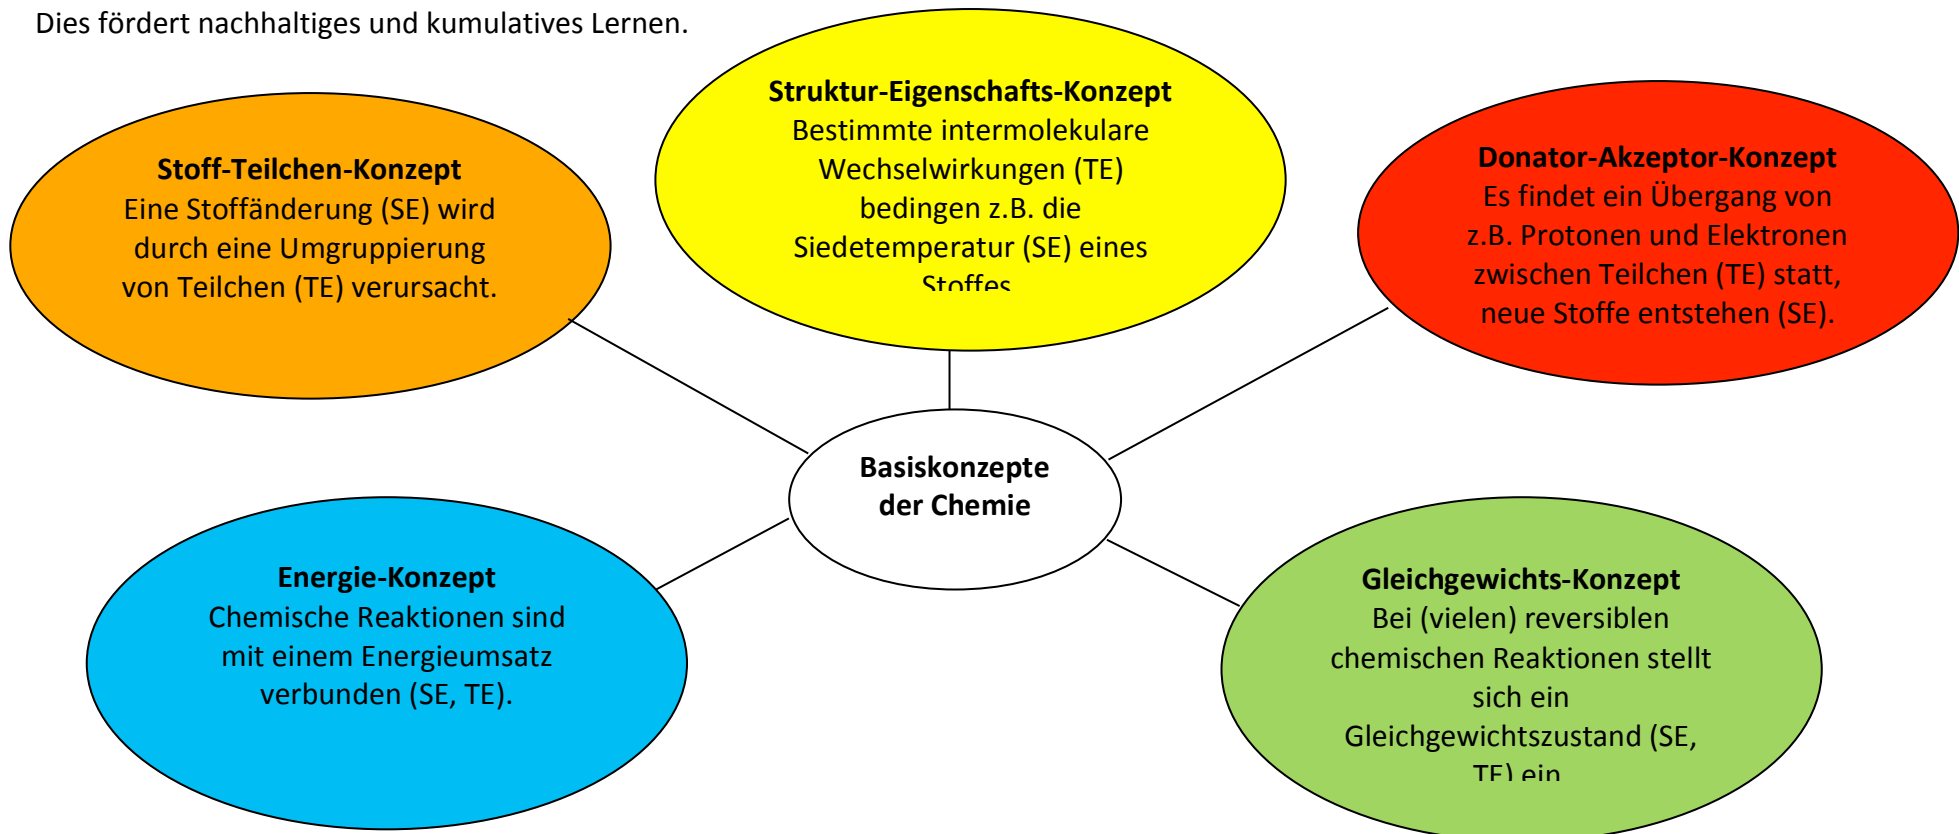 Dies fördert nachhaltiges und kumulatives Lernen.
Stoff-Teilchen-Konzept
Eine Stoffänderung (SE) wird
durch eine Umgruppierung
von Teilchen (TE) verursacht.
Struktur-Eigenschafts-Konzept
Bestimmte intermolekulare
Wechselwirkungen (TE)
bedingen z.B. die
Siedetemperatur (SE) eines
Stoffes
Donator-Akzeptor-Konzept
Es findet ein Übergang von
z.B. Protonen und Elektronen
zwischen Teilchen (TE) statt,
neue Stoffe entstehen (SE).
Basiskonzepte
der Chemie
Energie-Konzept
Chemische Reaktionen sind
mit einem Energieumsatz
verbunden (SE, TE).
Gleichgewichts-Konzept
Bei (vielen) reversiblen
chemischen Reaktionen stellt
sich ein
Gleichgewichtszustand (SE,
TE) ein